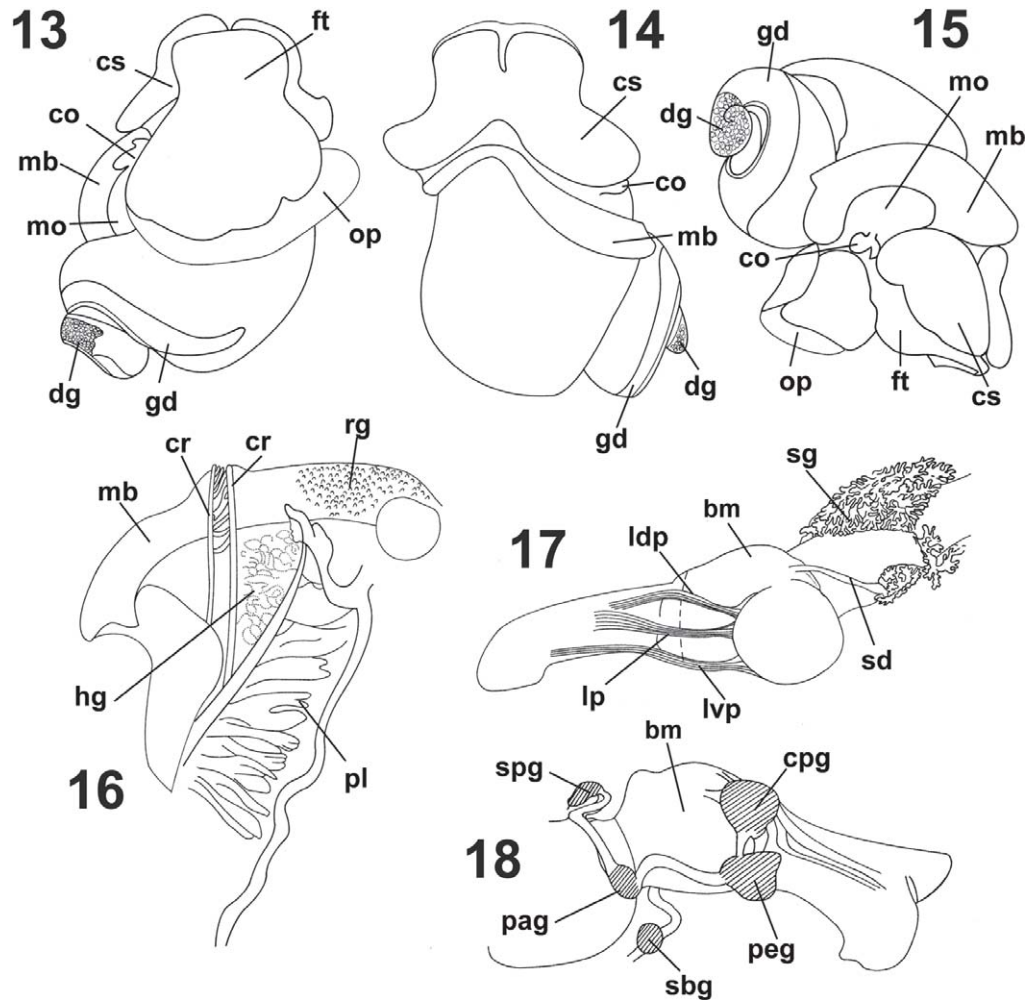 13
ft
cs
co
mb
mo
op
dg
gd
14
cs
co
mb
dg
gd
15
gd
mo
dg
mb
co
op
ft
cs
16
cr
cr
rg
mb
hg
pl
17
sg
bm
ldp
sd
lp
lvp
18
bm
spg
cpg
pag
peg
sbg